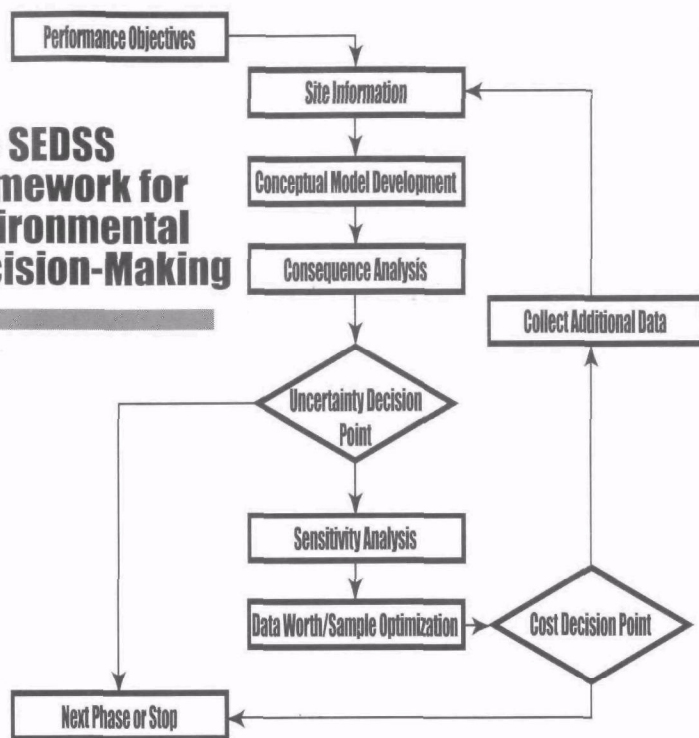 Performance Objectives
Site Information
SEDSS
mework for
ironmental
cision-Making
Conceptual Model Development
Consequence Analysis
Collect Additional Data
Uncertainty Decision
Point
Sensitivity Analysis
Data Worth/Sample Optimization
Cost Decision Point
Next Phase or Stop